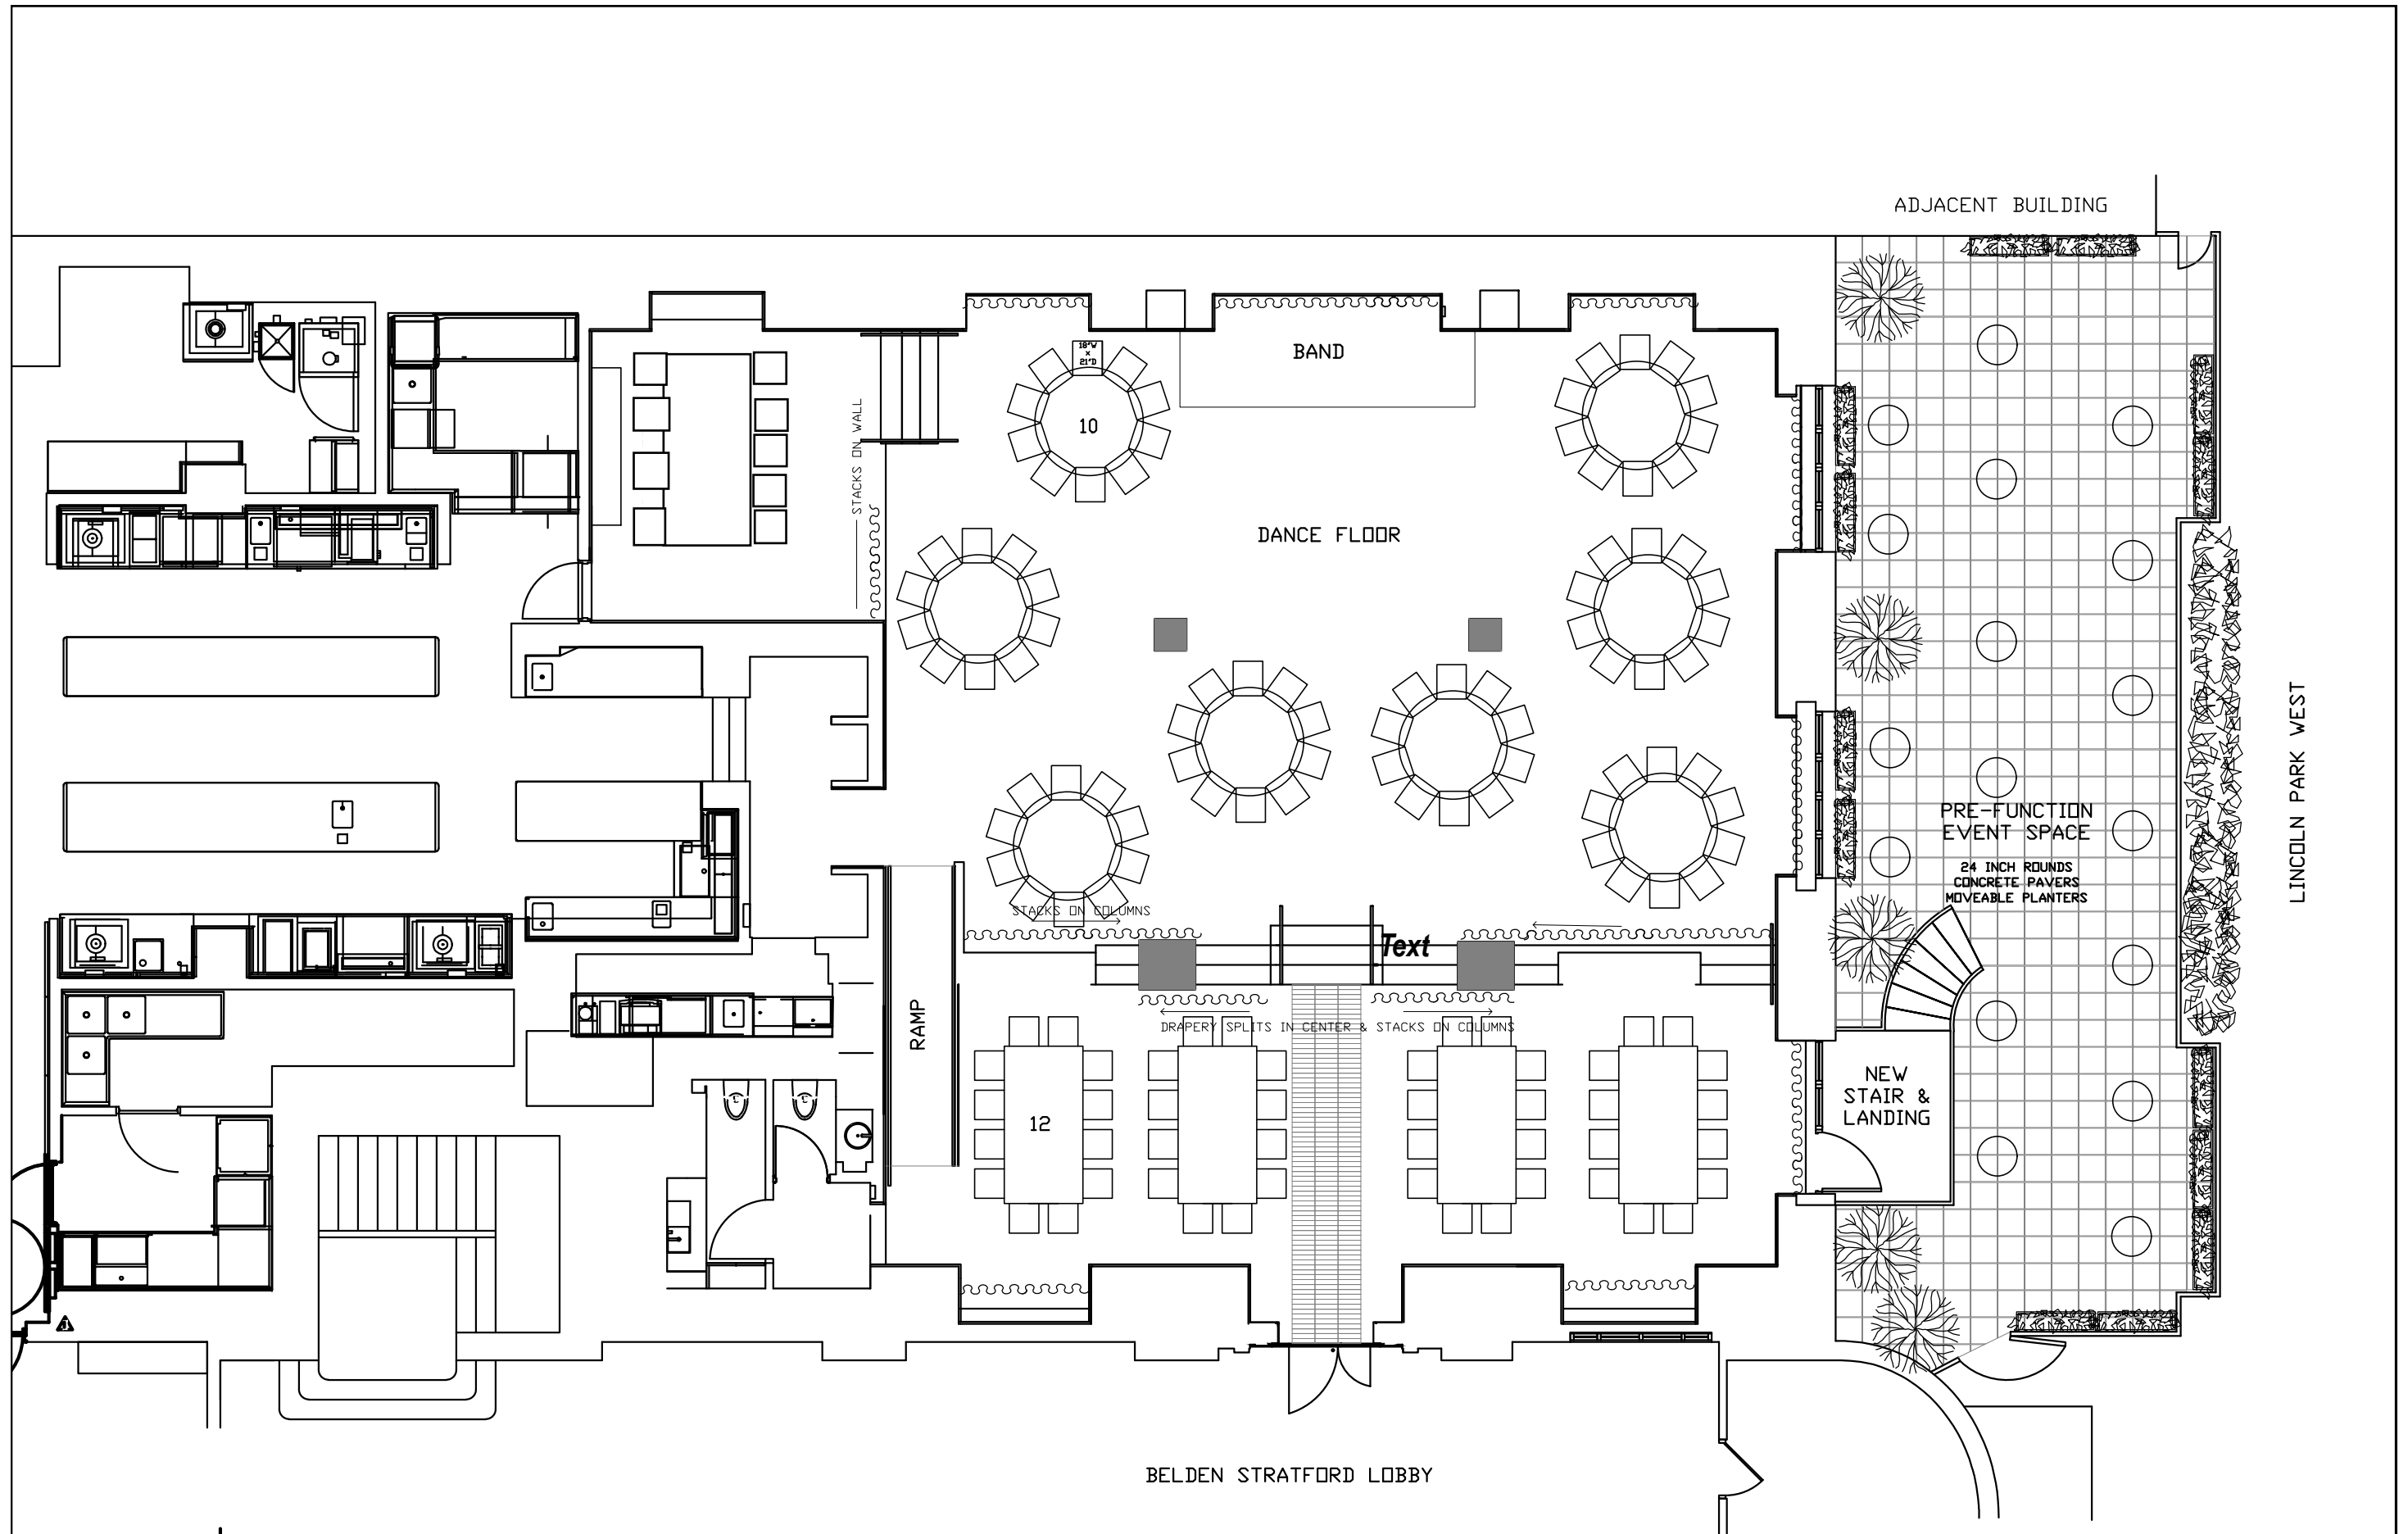 ADJACENT BUILDING
18"W
x
21"D
BAND
STACKS ON WALL
10
DANCE FLOOR
LINCOLN PARK WEST
PRE-FUNCTION
EVENT SPACE
24 INCH ROUNDS
CONCRETE PAVERS
MOVEABLE PLANTERS
STACKS ON COLUMNS
Text
RAMP
DRAPERY SPLITS IN CENTER & STACKS ON COLUMNS
NEW
STAIR &
LANDING
12
J
BELDEN STRATFORD LOBBY